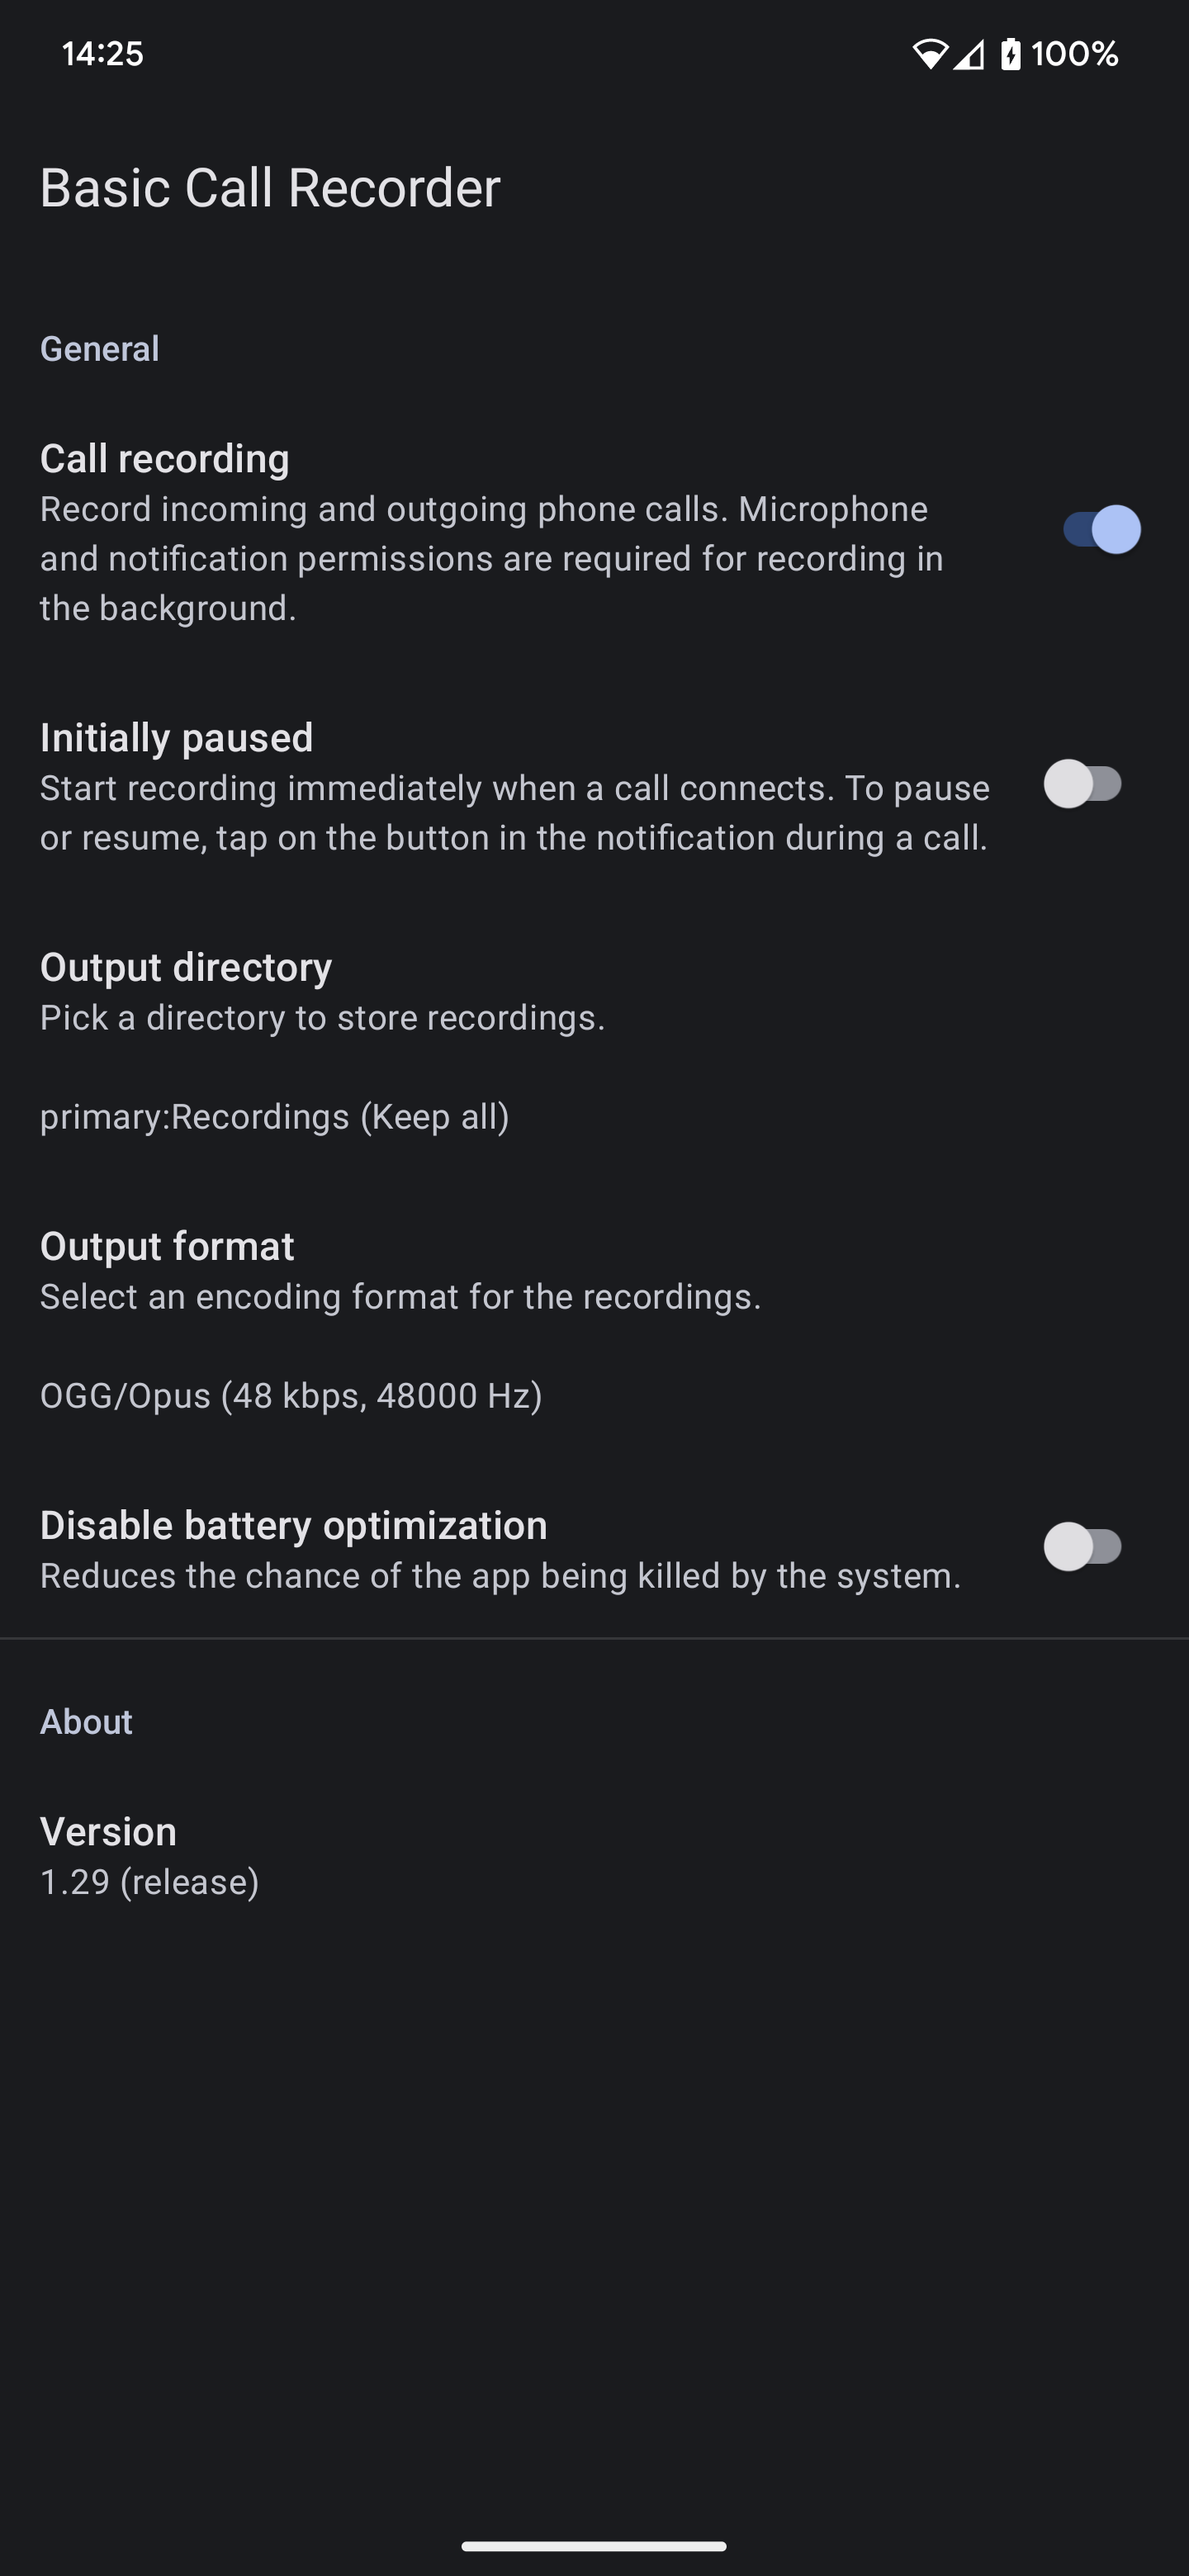 14:25
100%
Basic Call Recorder
General
Call recording
Record incoming and outgoing phone calls. Microphone
and notification permissions are required for recording in
the background.
Initially paused
Start recording immediately when a call connects. To pause
or resume, tap on the button in the notification during a call.
Output directory
Pick a directory to store recordings.
primary:Recordings (Keep all)
Output format
Select an encoding format for the recordings.
OGG/Opus (48 kbps, 48000 Hz)
Disable battery optimization
Reduces the chance of the app being killed by the system.
About
Version
1.29 (release)